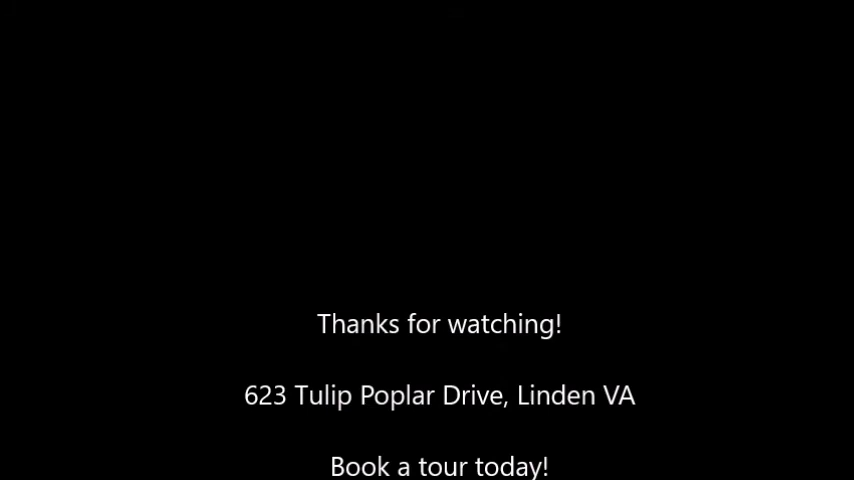 Thanks for watching!
623 Tulip Poplar Drive, Linden VA
Book a tour today!